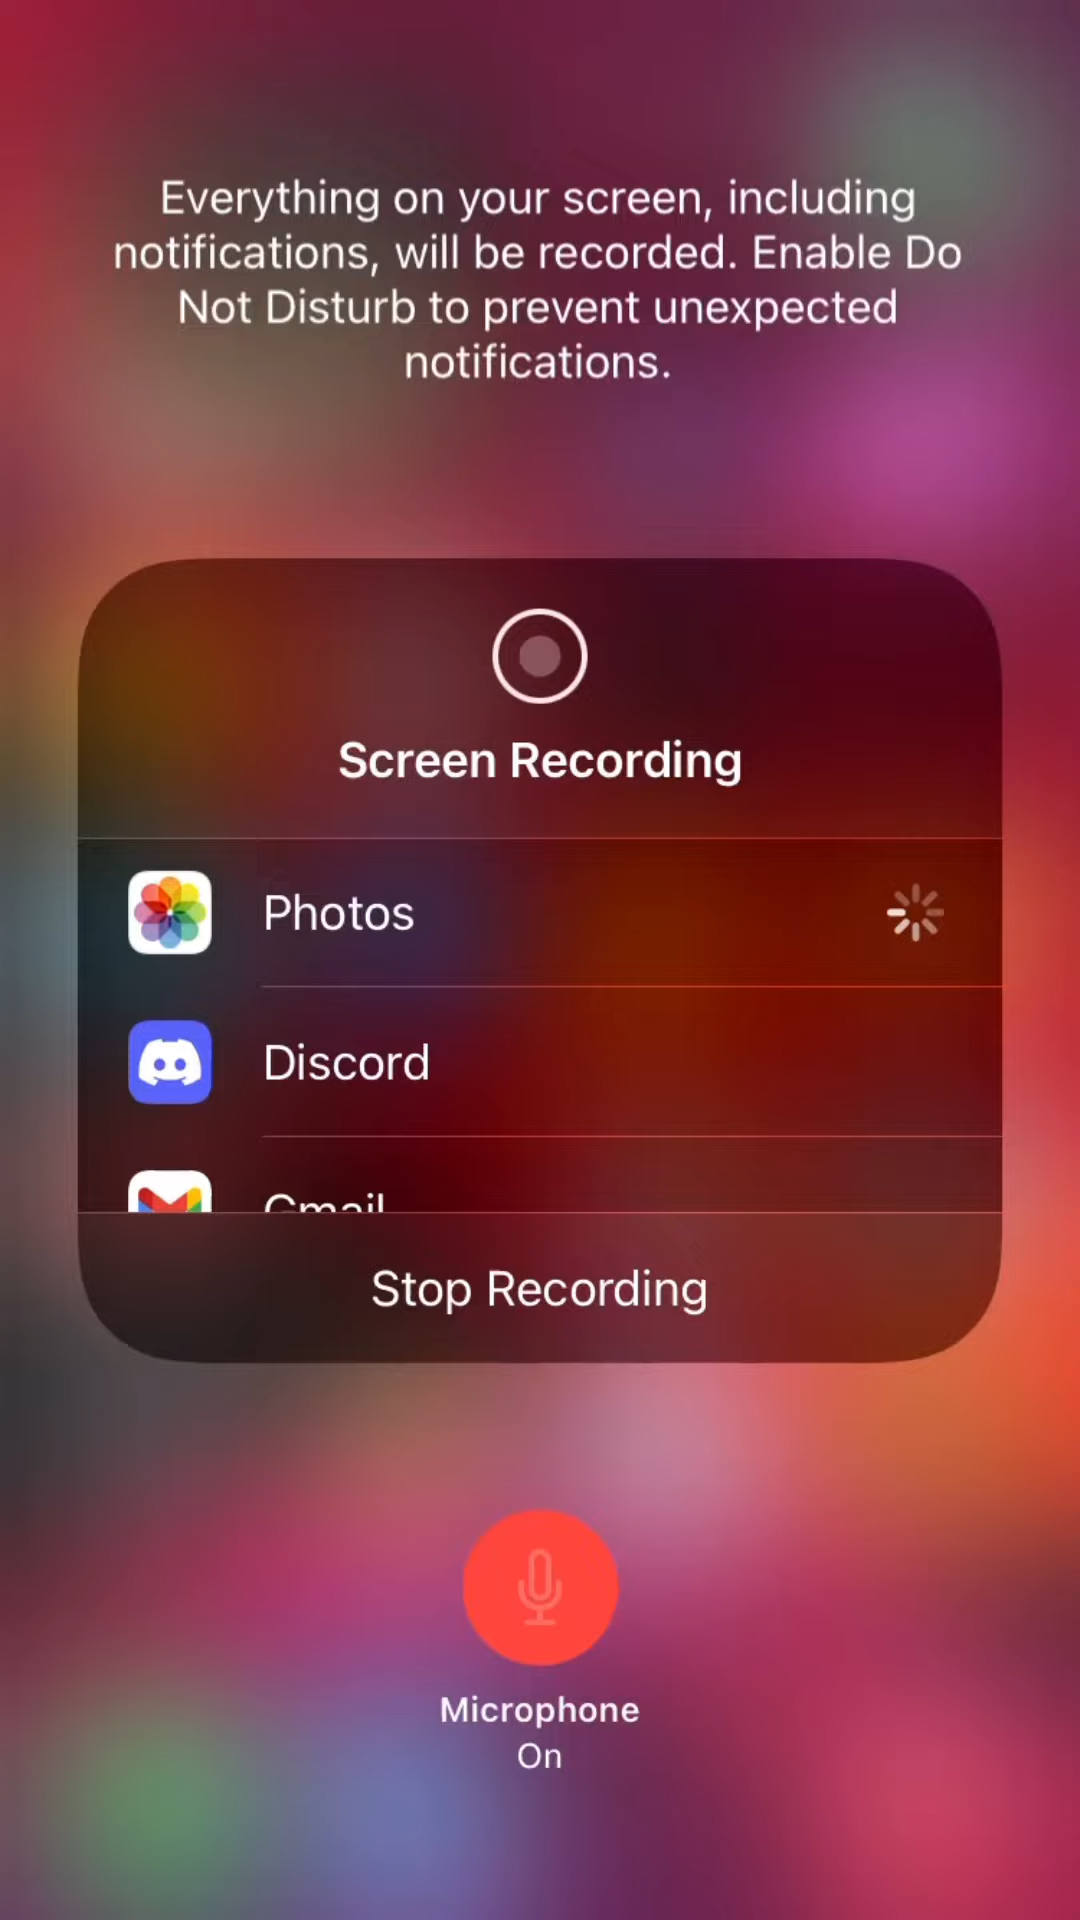 Everything on your screen, including
notifications, will be recorded. Enable Do
Not Disturb to prevent unexpected
notifications.
Screen Recording
Photos
Discord
Gmail
Stop Recording
Microphone
On